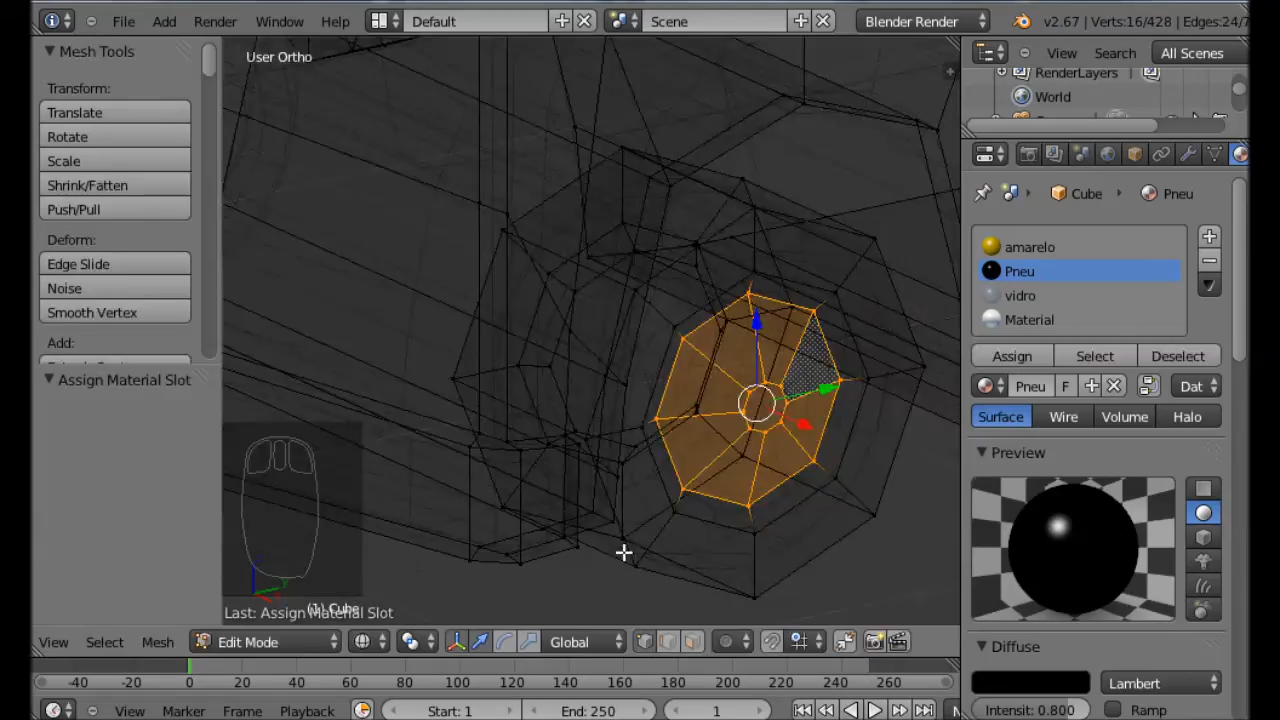 File Add Render Window Help Default Scene Blender Render v2.67 | Verts:16/428 | Edges:24/7
Mesh Tools
Transform:
Translate
Rotate
Scale
Shrink/Fatten
Push/Pull
Deform:
Edge Slide
Noise
Smooth Vertex
Add:
Assign Material Slot
User Ortho
(1) Cube
Last: Assign Material Slot
View Select Mesh Edit Mode Global
-40 -20 0 20 40 60 80 100 120 140 160 180 200 220 240 260
View Marker Frame Playback Start: 1 End: 250 1
View Search All Scenes
RenderLayers
World
Cube Pneu
amarelo
Pneu
vidro
Material
Assign Select Deselect
Pneu F Dat
Surface Wire Volume Halo
Preview
Diffuse
Lambert
Intensit: 0.800 Ramp